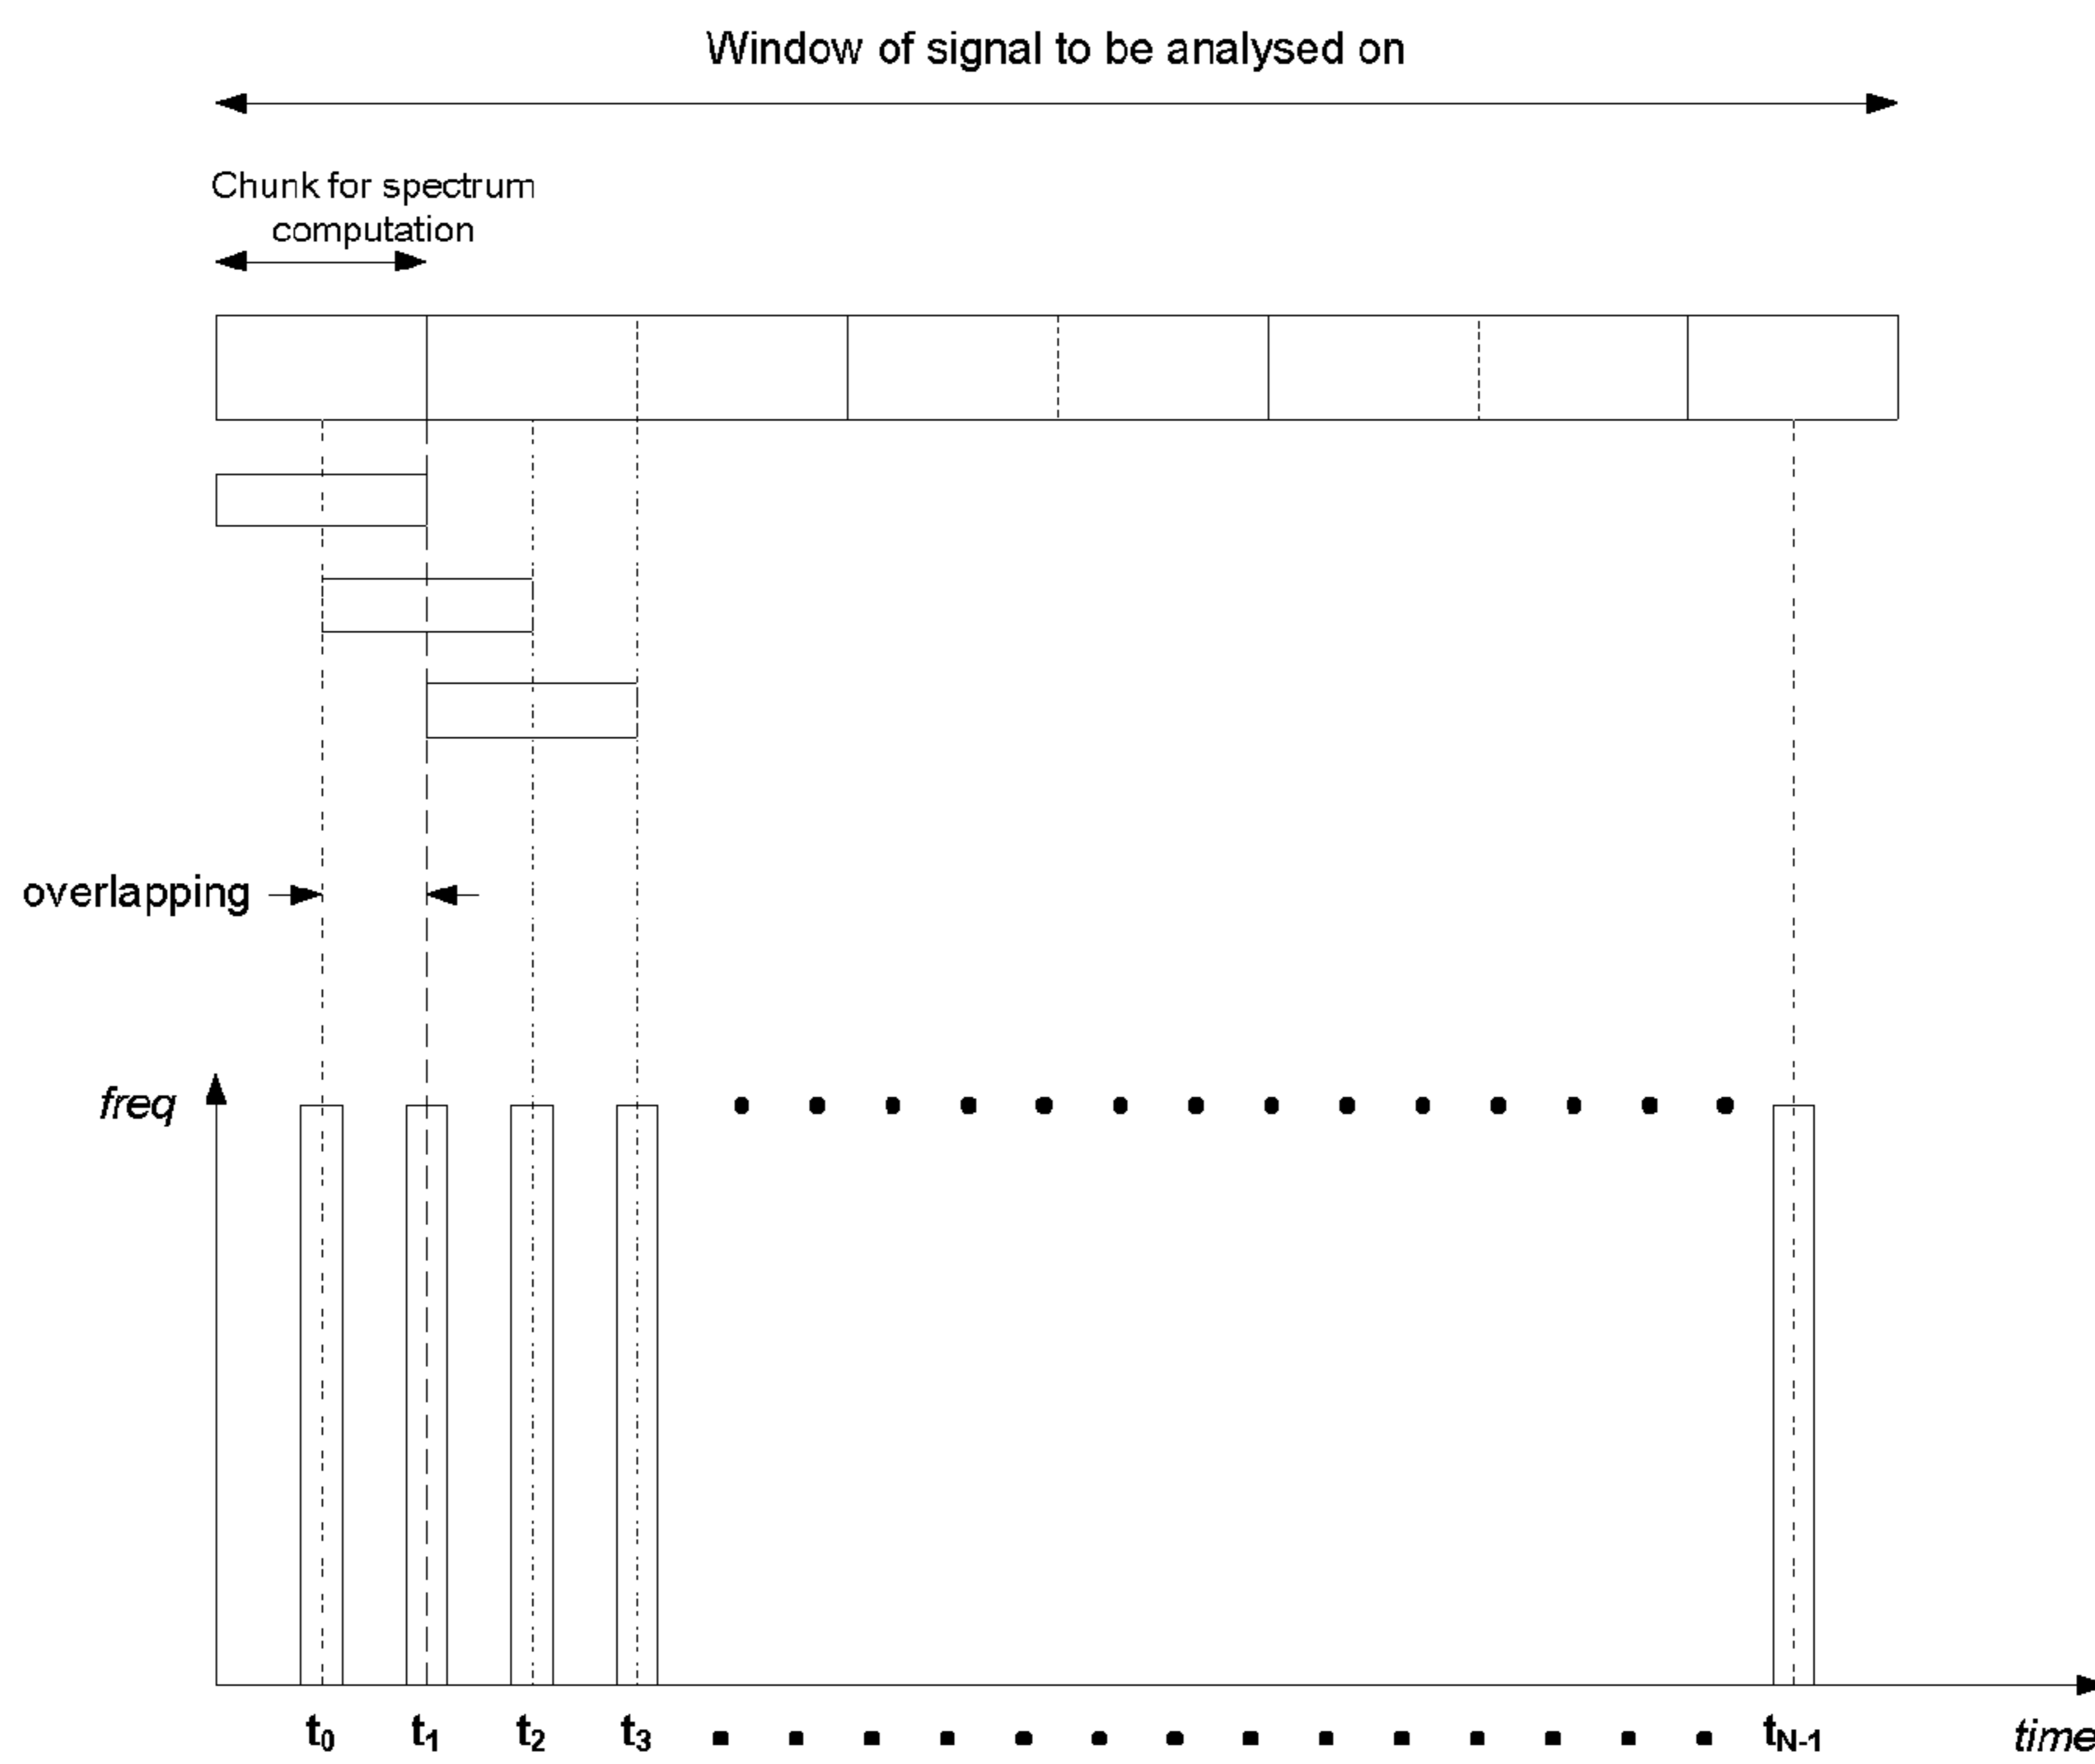 Window of signal to be analysed on
Chunk for spectrum
computation
overlapping
freq
t0 t1 t2 t3 tN-1 time